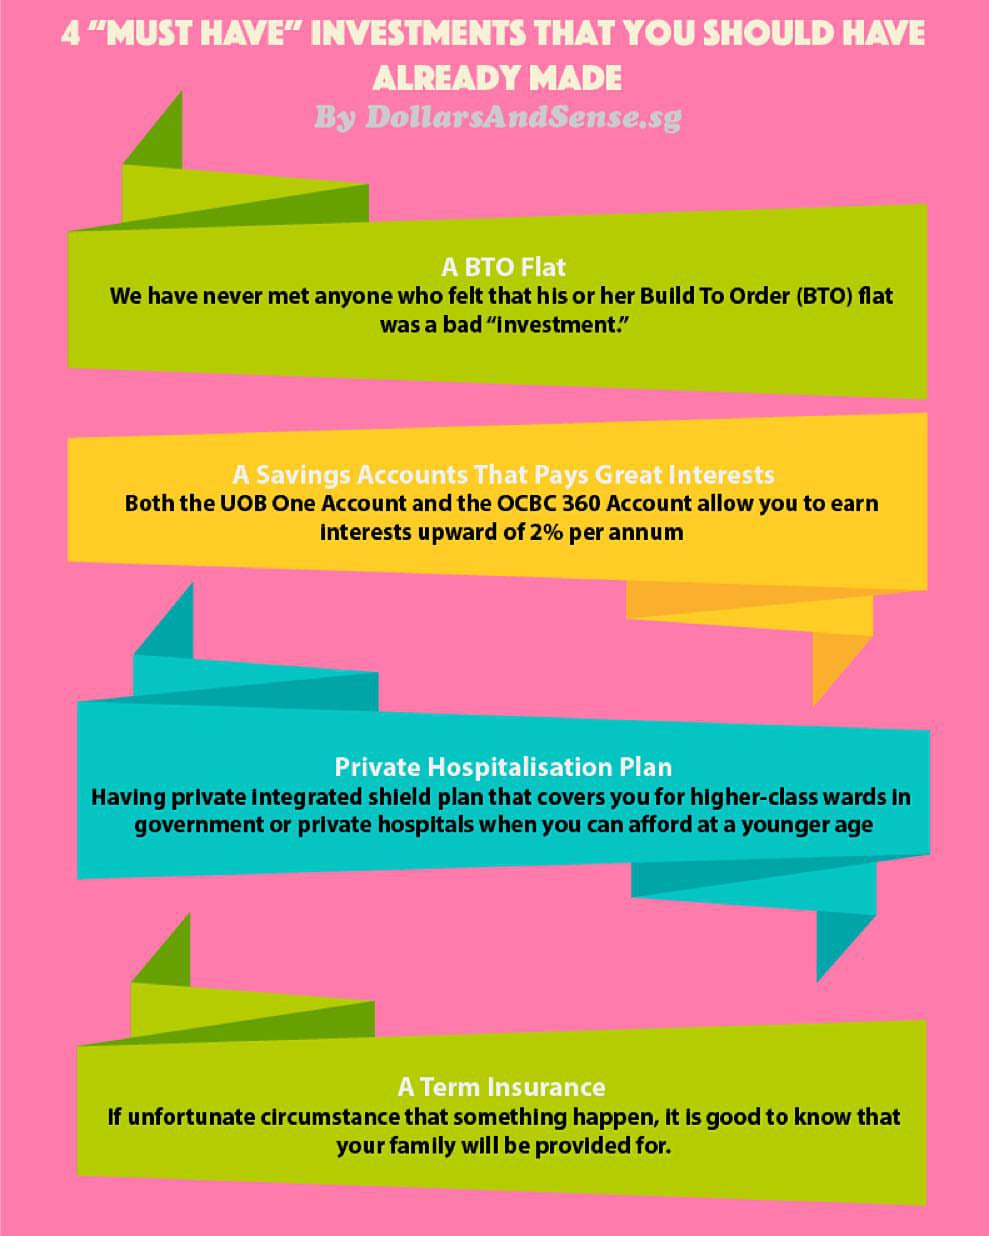 4 “MUST HAVE” INVESTMENTS THAT YOU SHOULD HAVE
ALREADY MADE
By DollarsAndSense.sg
A BTO Flat
We have never met anyone who felt that his or her Build To Order (BTO) flat
was a bad “investment.”
A Savings Accounts That Pays Great Interests
Both the UOB One Account and the OCBC 360 Account allow you to earn
interests upward of 2% per annum
Private Hospitalisation Plan
Having private integrated shield plan that covers you for higher-class wards in
government or private hospitals when you can afford at a younger age
A Term Insurance
If unfortunate circumstance that something happen, it is good to know that
your family will be provided for.